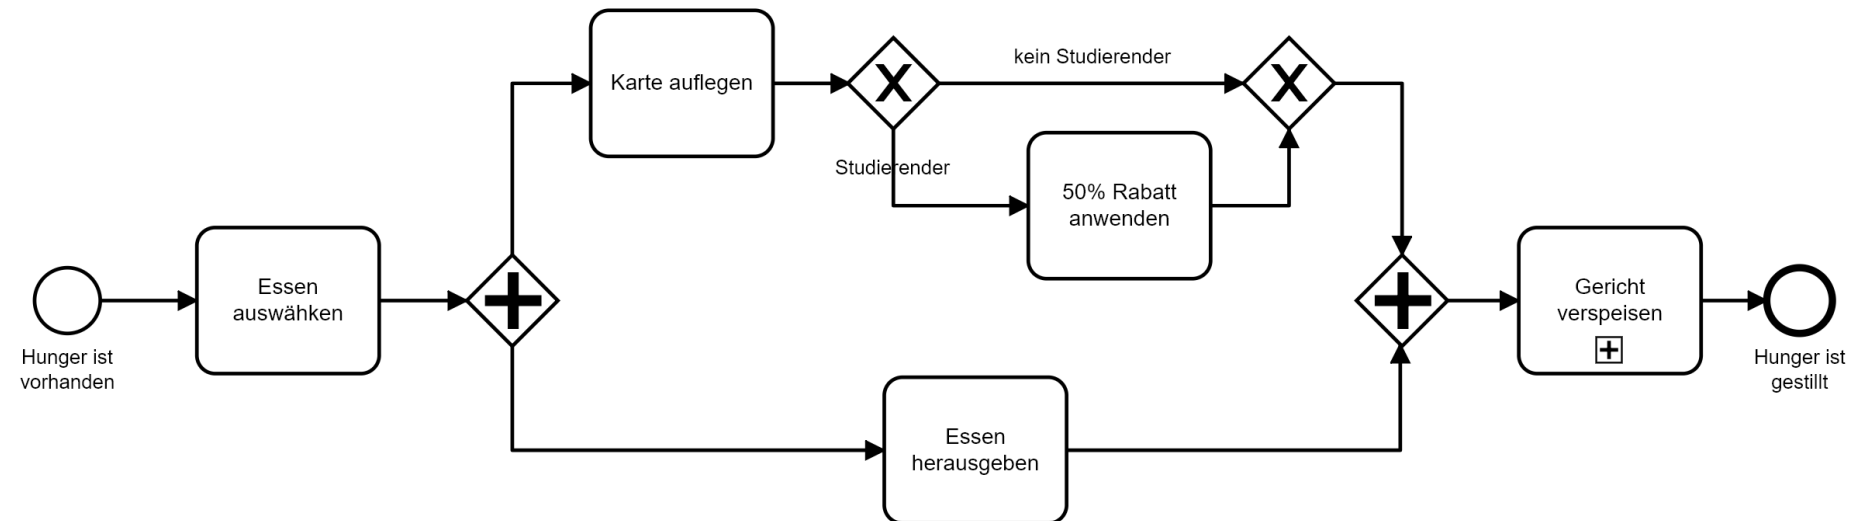 Hunger ist
vorhanden
Essen
auswähken
Karte auflegen
kein Studierender
Studierender
50% Rabatt
anwenden
Essen
herausgeben
Gericht
verspeisen
Hunger ist
gestillt